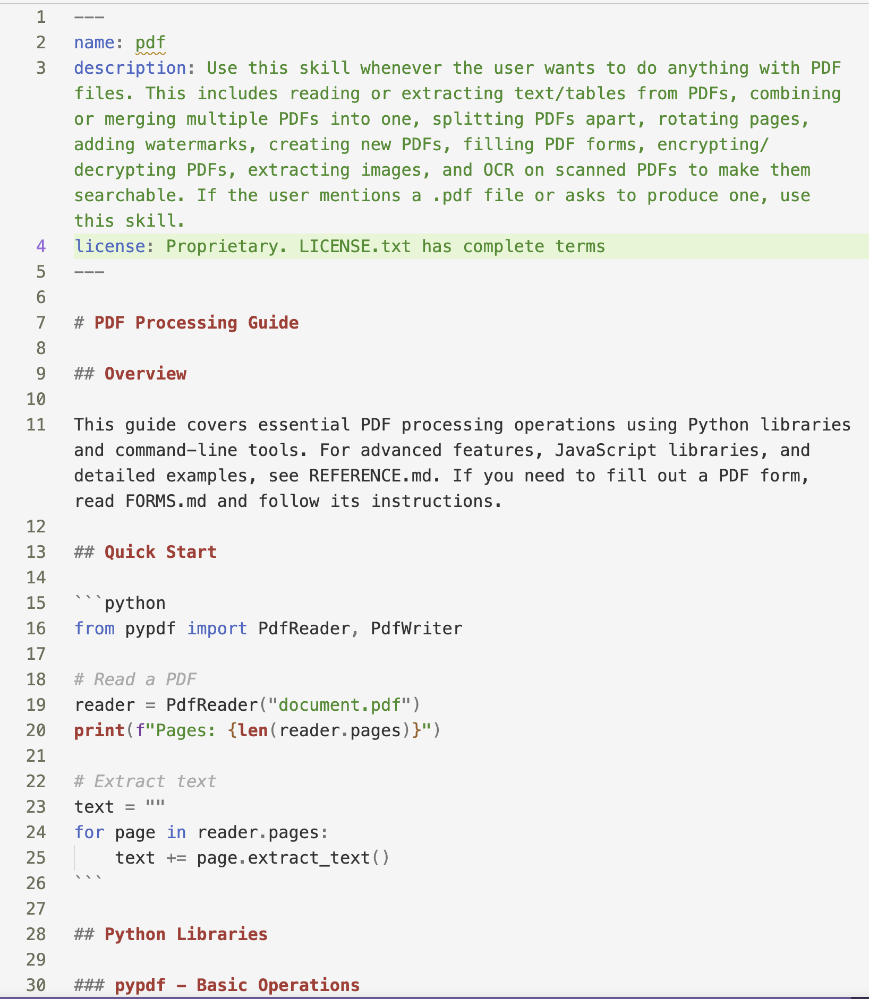 1 ---
2 name: pdf
3 description: Use this skill whenever the user wants to do anything with PDF
files. This includes reading or extracting text/tables from PDFs, combining
or merging multiple PDFs into one, splitting PDFs apart, rotating pages,
adding watermarks, creating new PDFs, filling PDF forms, encrypting/
decrypting PDFs, extracting images, and OCR on scanned PDFs to make them
searchable. If the user mentions a .pdf file or asks to produce one, use
this skill.
4 license: Proprietary. LICENSE.txt has complete terms
5 ---
6
7 # PDF Processing Guide
8
9 ## Overview
10
11 This guide covers essential PDF processing operations using Python libraries
and command-line tools. For advanced features, JavaScript libraries, and
detailed examples, see REFERENCE.md. If you need to fill out a PDF form,
read FORMS.md and follow its instructions.
12
13 ## Quick Start
14
15 ```python
16 from pypdf import PdfReader, PdfWriter
17
18 # Read a PDF
19 reader = PdfReader("document.pdf")
20 print(f"Pages: {len(reader.pages)}")
21
22 # Extract text
23 text = ""
24 for page in reader.pages:
25     text += page.extract_text()
26 ```
27
28 ## Python Libraries
29
30 ### pypdf - Basic Operations